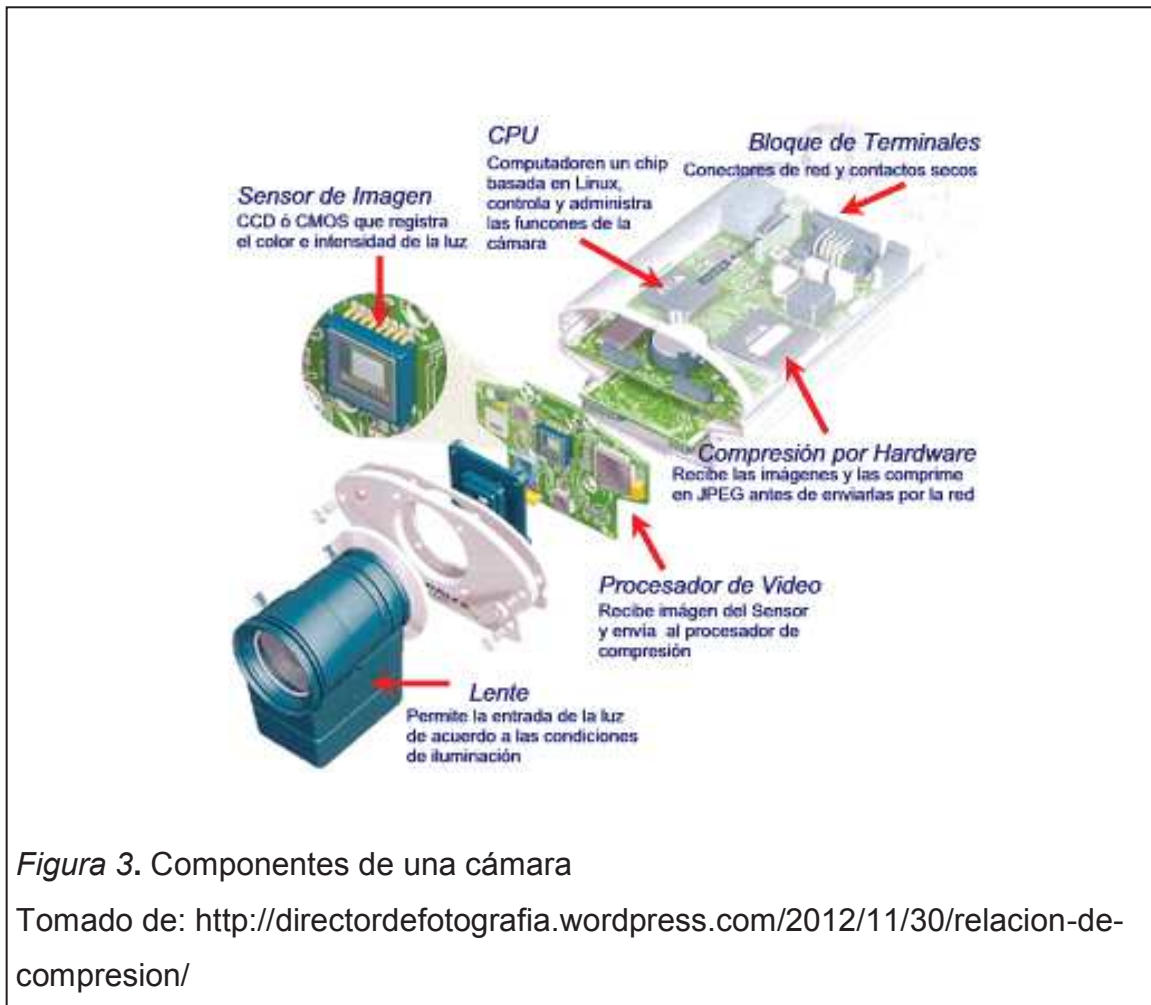 CPU
Computadoren un chip
basada en Linux,
controla y administra
las funcones de la
cámara
Bloque de Terminales
Conectores de red y contactos secos
Sensor de Imagen
CCD ó CMOS que registra
el color e intensidad de la luz
Compresión por Hardware
Recibe las imágenes y las comprime
en JPEG antes de enviarlas por la red
Procesador de Video
Recibe imágen del Sensor
y envía al procesador de
compresión
Lente
Permite la entrada de la luz
de acuerdo a las condiciones
de iluminación
Figura 3. Componentes de una cámara
Tomado de: http://directordefotografia.wordpress.com/2012/11/30/relacion-de-
compresion/